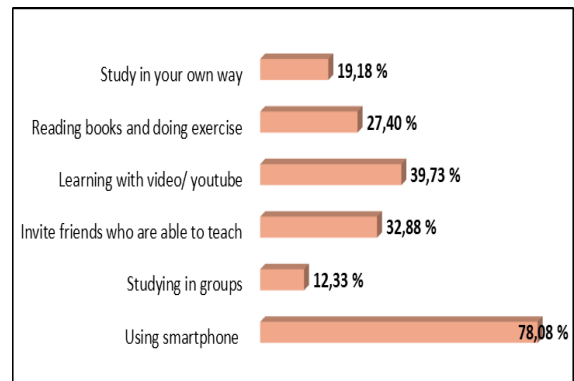 Study in your own way 19,18 %
Reading books and doing exercise 27,40 %
Learning with video/ youtube 39,73 %
Invite friends who are able to teach 32,88 %
Studying in groups 12,33 %
Using smartphone 78,08 %